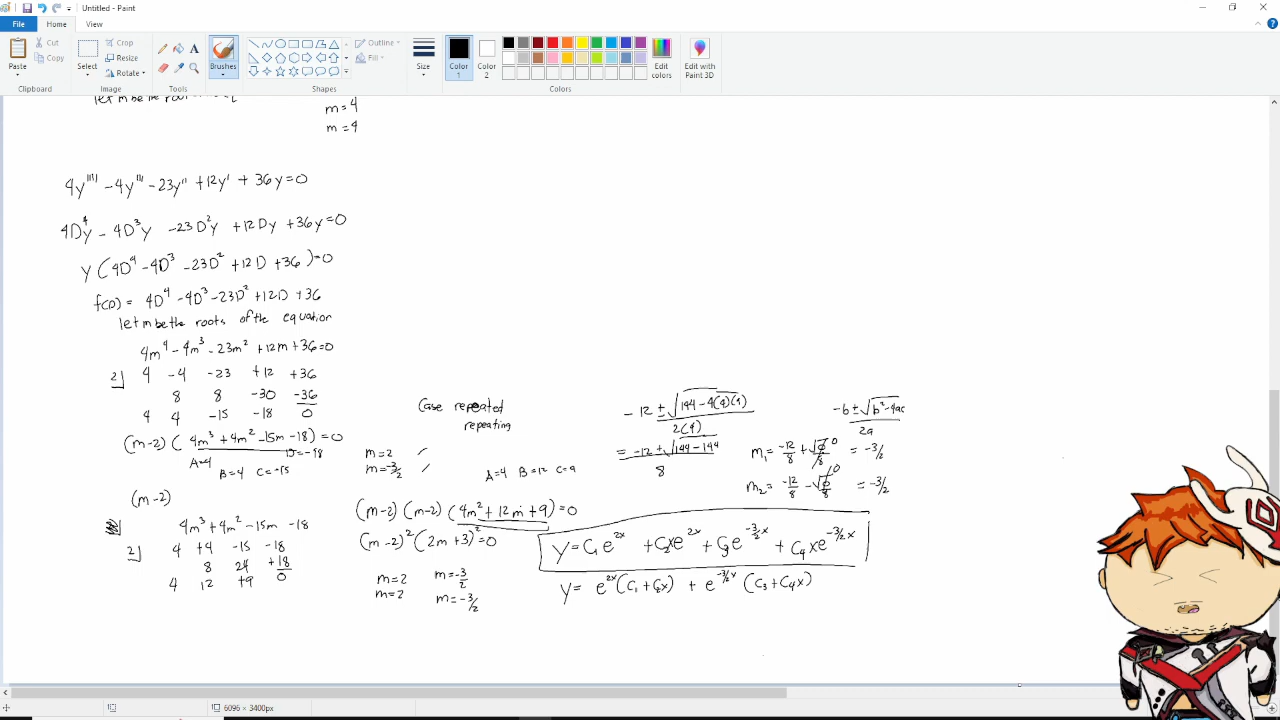 Untitled - Paint
File Home View
Paste
Cut
Copy
Clipboard
Select
Crop
Resize
Rotate
Image
Tools
Brushes
Shapes
Outline
Fill
Size
Color 1
Color 2
Edit colors
Edit with Paint 3D
Colors
let m be the
m = 4
m = 4
4y'''' - 4y''' - 23y'' + 12y' + 36y = 0
4D⁴y - 4D³y - 23D²y + 12Dy + 36y = 0
y (4D⁴ - 4D³ - 23D² + 12D + 36) = 0
f(D) = 4D⁴ - 4D³ - 23D² + 12D + 36
let m be the roots of the equation
4m⁴ - 4m³ - 23m² + 12m + 36 = 0
2] 4 -4 -23 +12 +36
8 8 -30 -36
4 4 -15 -18 0
(m-2) (4m³ + 4m² - 15m - 18) = 0
A=4 B=4 C=-15 D=-18
(m-2)
4m³ + 4m² - 15m - 18
2] 4 +4 -15 -18
8 24 +18
4 12 +9 0
Case repeated
repeating
m = 2
m = -3/2
A=4 B=12 C=9
(m-2) (m-2) (4m² + 12m + 9) = 0
(m-2)² (2m+3)² = 0
m = 2 m = -3/2
m = 2 m = -3/2
-12 ± √144 - 4(4)(9)
2(4)
= -12 ± √144 - 144
8
-b ± √b² - 4ac
2a
m₁ = -12/8 + √0/8 = -3/2
m₂ = -12/8 - √0/8 = -3/2
y = C₁e^2x + C₂xe^2x + C₃e^-3/2x + C₄xe^-3/2x
y = e^2x (C₁ + C₂x) + e^-3/2x (C₃ + C₄x)
6096 × 3400px